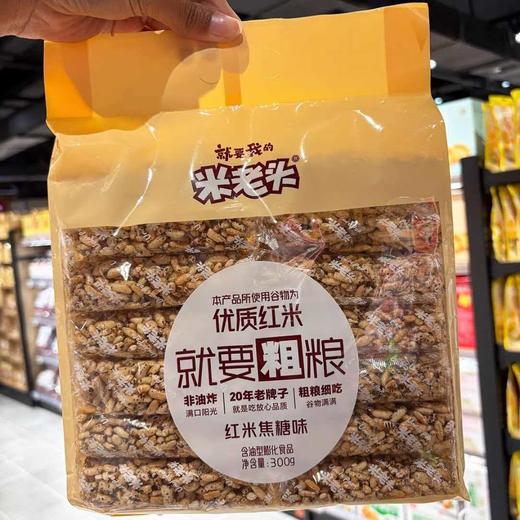 就要我的
米老头®
本产品所使用谷物为
优质红米
就要粗粮
非油炸 20年老牌子 粗粮细吃
满口阳光 就是吃放心品质 谷物满满
红米焦糖味
含油型膨化食品
净含量:300g